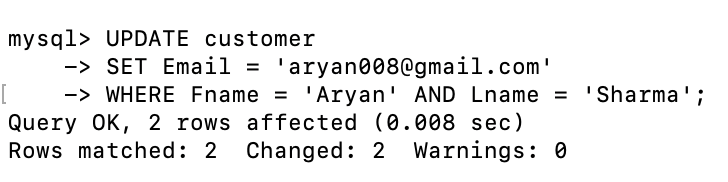 mysql> UPDATE customer
    -> SET Email = 'aryan008@gmail.com'
[    -> WHERE Fname = 'Aryan' AND Lname = 'Sharma';
Query OK, 2 rows affected (0.008 sec)
Rows matched: 2  Changed: 2  Warnings: 0